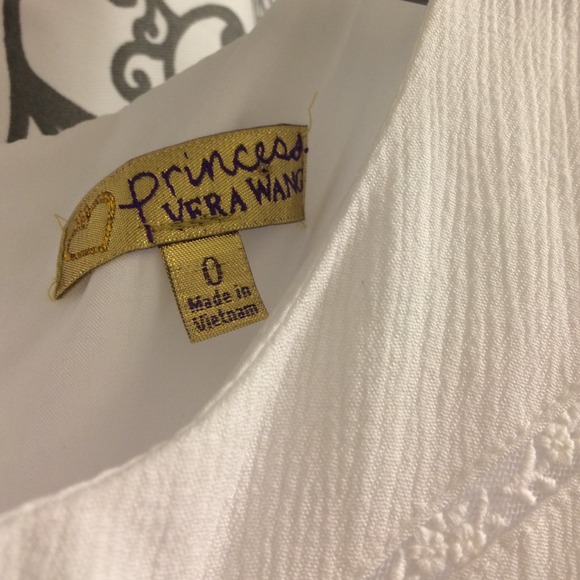 Princess
VERA WANG
0
Made in
Vietnam